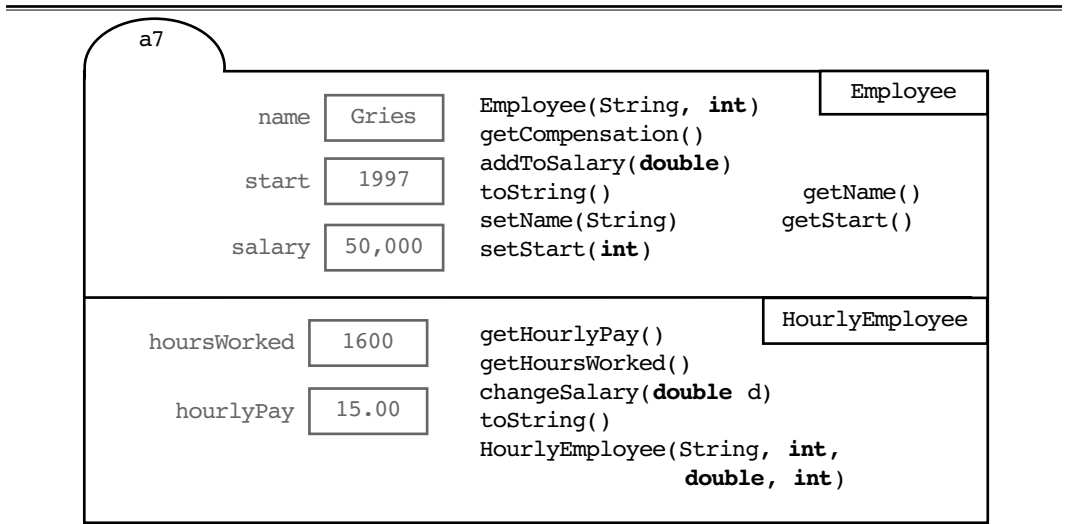 a7
Employee
name Gries
start 1997
salary 50,000
Employee(String, int)
getCompensation()
addToSalary(double)
toString() getName()
setName(String) getStart()
setStart(int)
HourlyEmployee
hoursWorked 1600
hourlyPay 15.00
getHourlyPay()
getHoursWorked()
changeSalary(double d)
toString()
HourlyEmployee(String, int,
double, int)